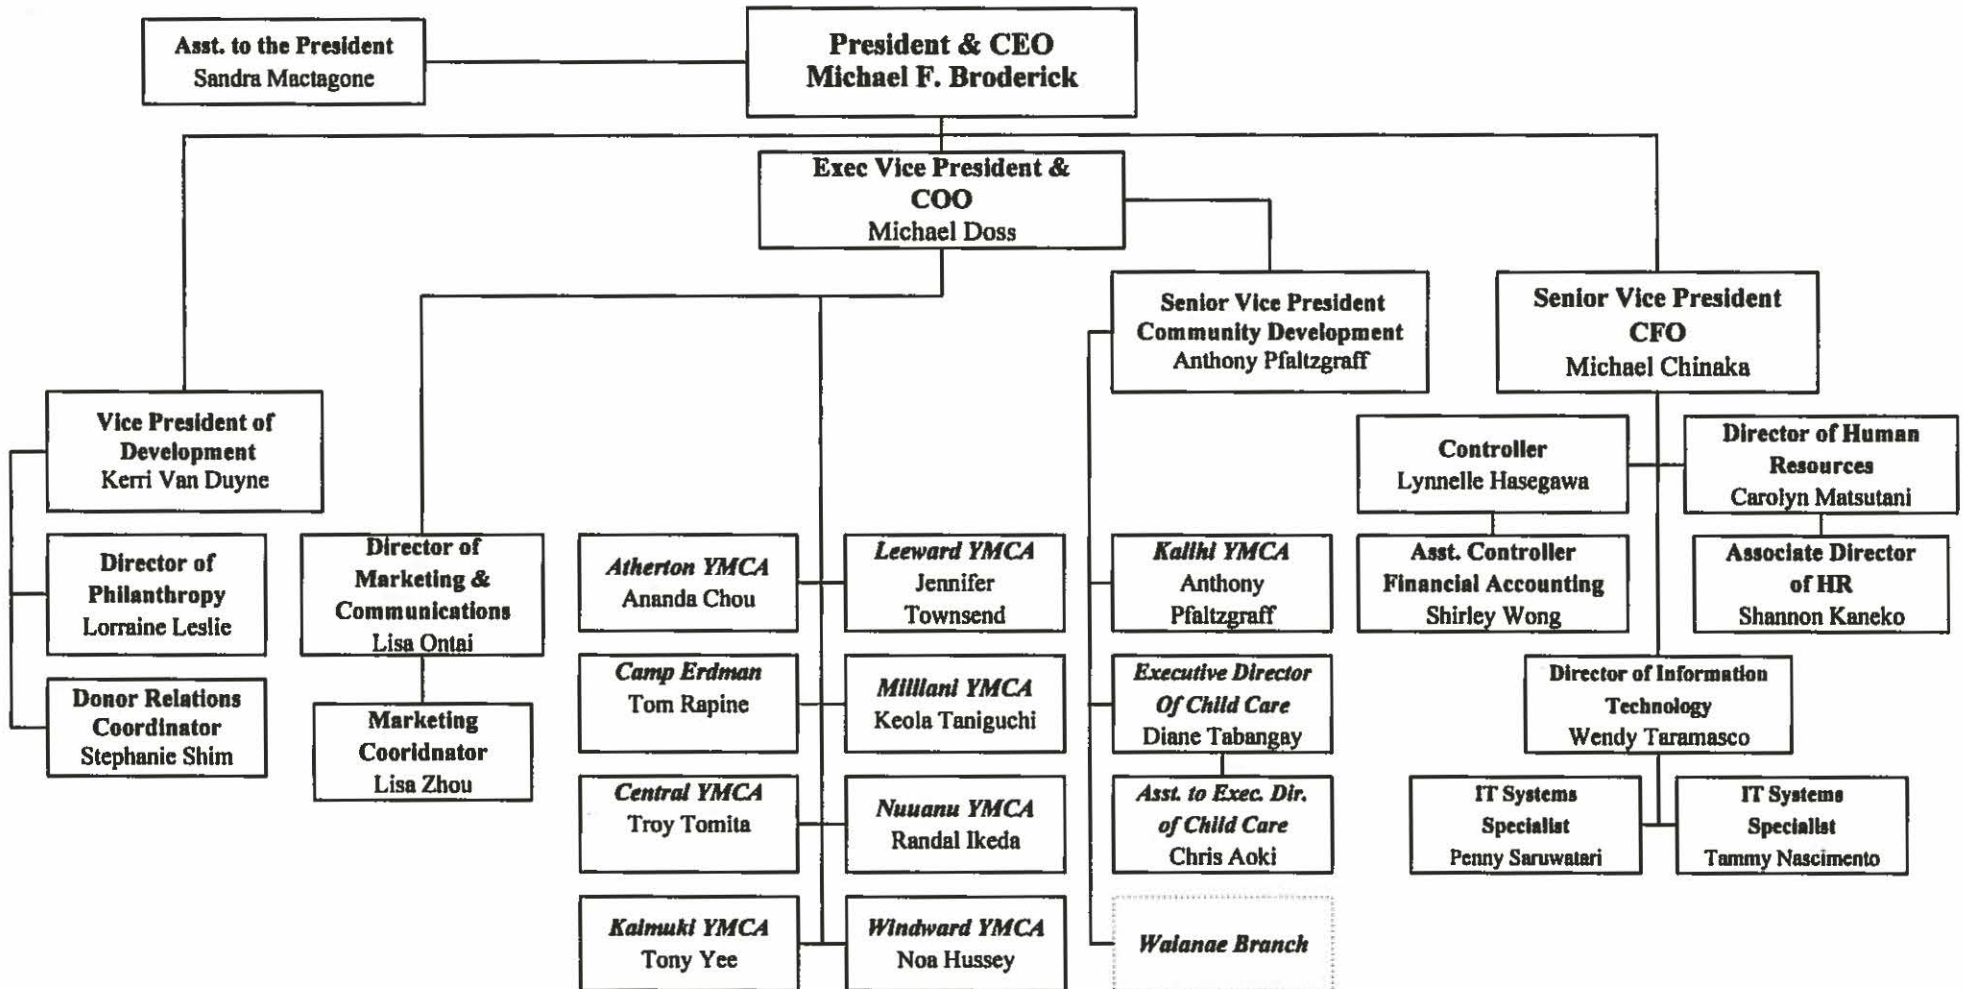 Asst. to the President
Sandra Mactagone
President & CEO
Michael F. Broderick
Exec Vice President &
COO
Michael Doss
Senior Vice President
Community Development
Anthony Pfaltzgraff
Senior Vice President
CFO
Michael Chinaka
Vice President of
Development
Kerri Van Duyne
Controller
Lynnelle Hasegawa
Director of Human
Resources
Carolyn Matsutani
Director of
Philanthropy
Lorraine Leslie
Director of
Marketing &
Communications
Lisa Ontai
Atherton YMCA
Ananda Chou
Leeward YMCA
Jennifer
Townsend
Kalihi YMCA
Anthony
Pfaltzgraff
Asst. Controller
Financial Accounting
Shirley Wong
Associate Director
of HR
Shannon Kaneko
Donor Relations
Coordinator
Stephanie Shim
Marketing
Cooridnator
Lisa Zhou
Camp Erdman
Tom Rapine
Mililani YMCA
Keola Taniguchi
Executive Director
Of Child Care
Diane Tabangay
Director of Information
Technology
Wendy Taramasco
Central YMCA
Troy Tomita
Nuuanu YMCA
Randal Ikeda
Asst. to Exec. Dir.
of Child Care
Chris Aoki
IT Systems
Specialist
Penny Saruwatari
IT Systems
Specialist
Tammy Nascimento
Kaimuki YMCA
Tony Yee
Windward YMCA
Noa Hussey
Waianae Branch